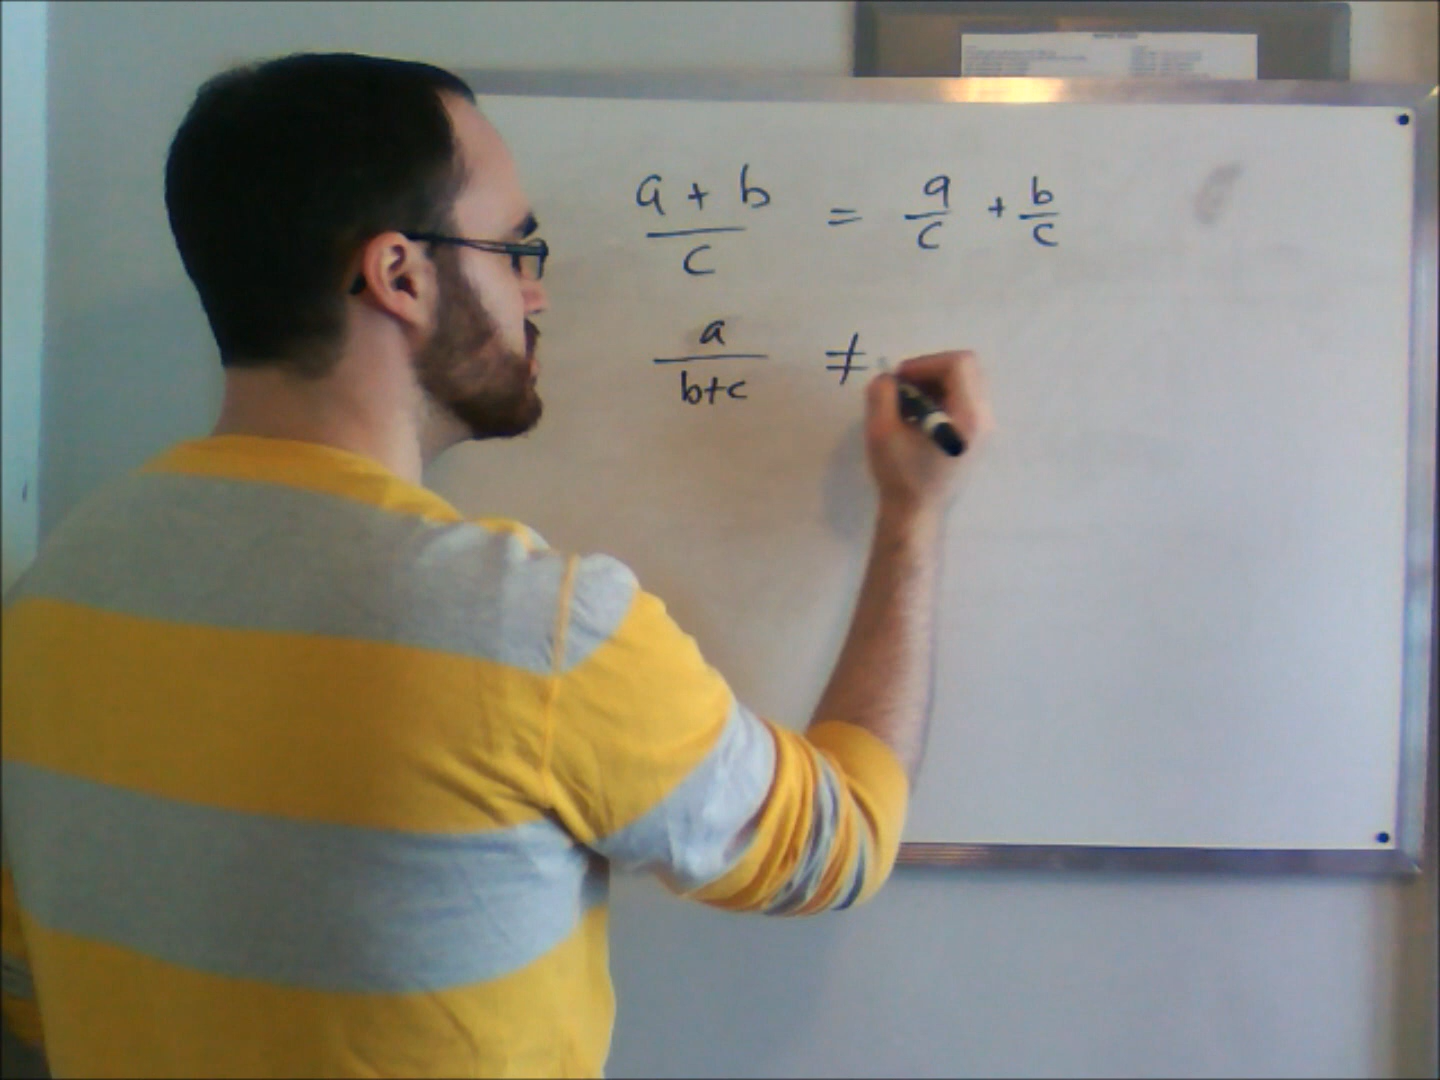 a + b / c = a/c + b/c
a / b+c ≠